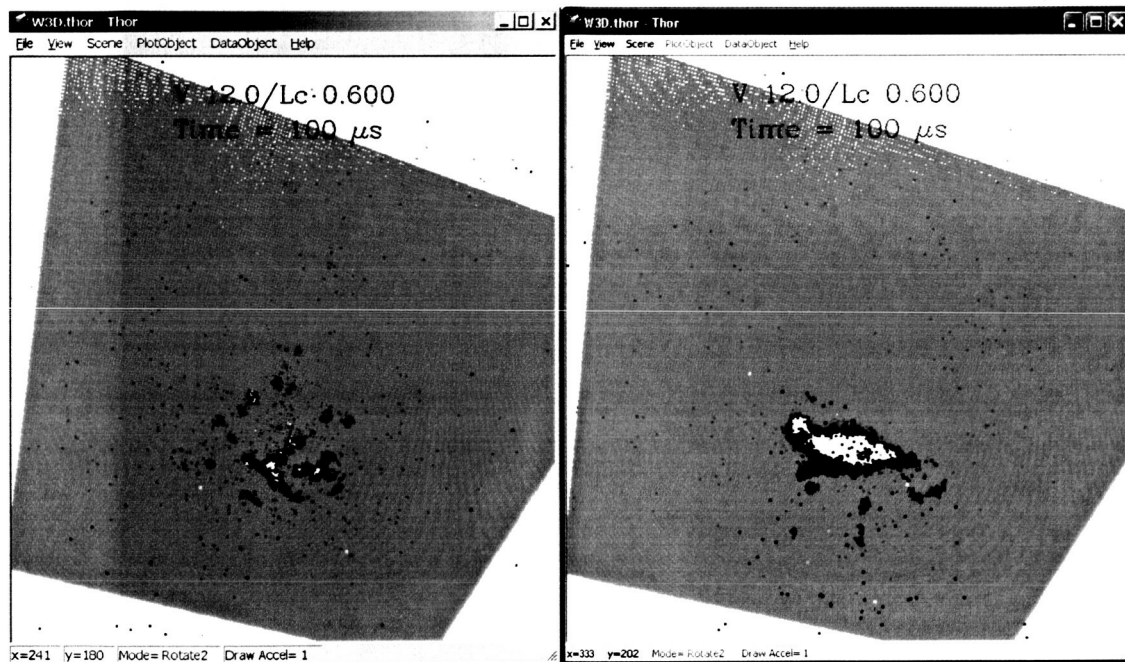 W3D.thor - Thor
File View Scene PlotObject DataObject Help
V 12.0/Lc 0.600
Time = 100 μs
x=241 y=180 Mode= Rotate2 Draw Accel= 1
W3D.thor - Thor
File View Scene PlotObject DataObject Help
V 12.0/Lc 0.600
Time = 100 μs
x=333 y=202 Mode= Rotate2 Draw Accel= 1